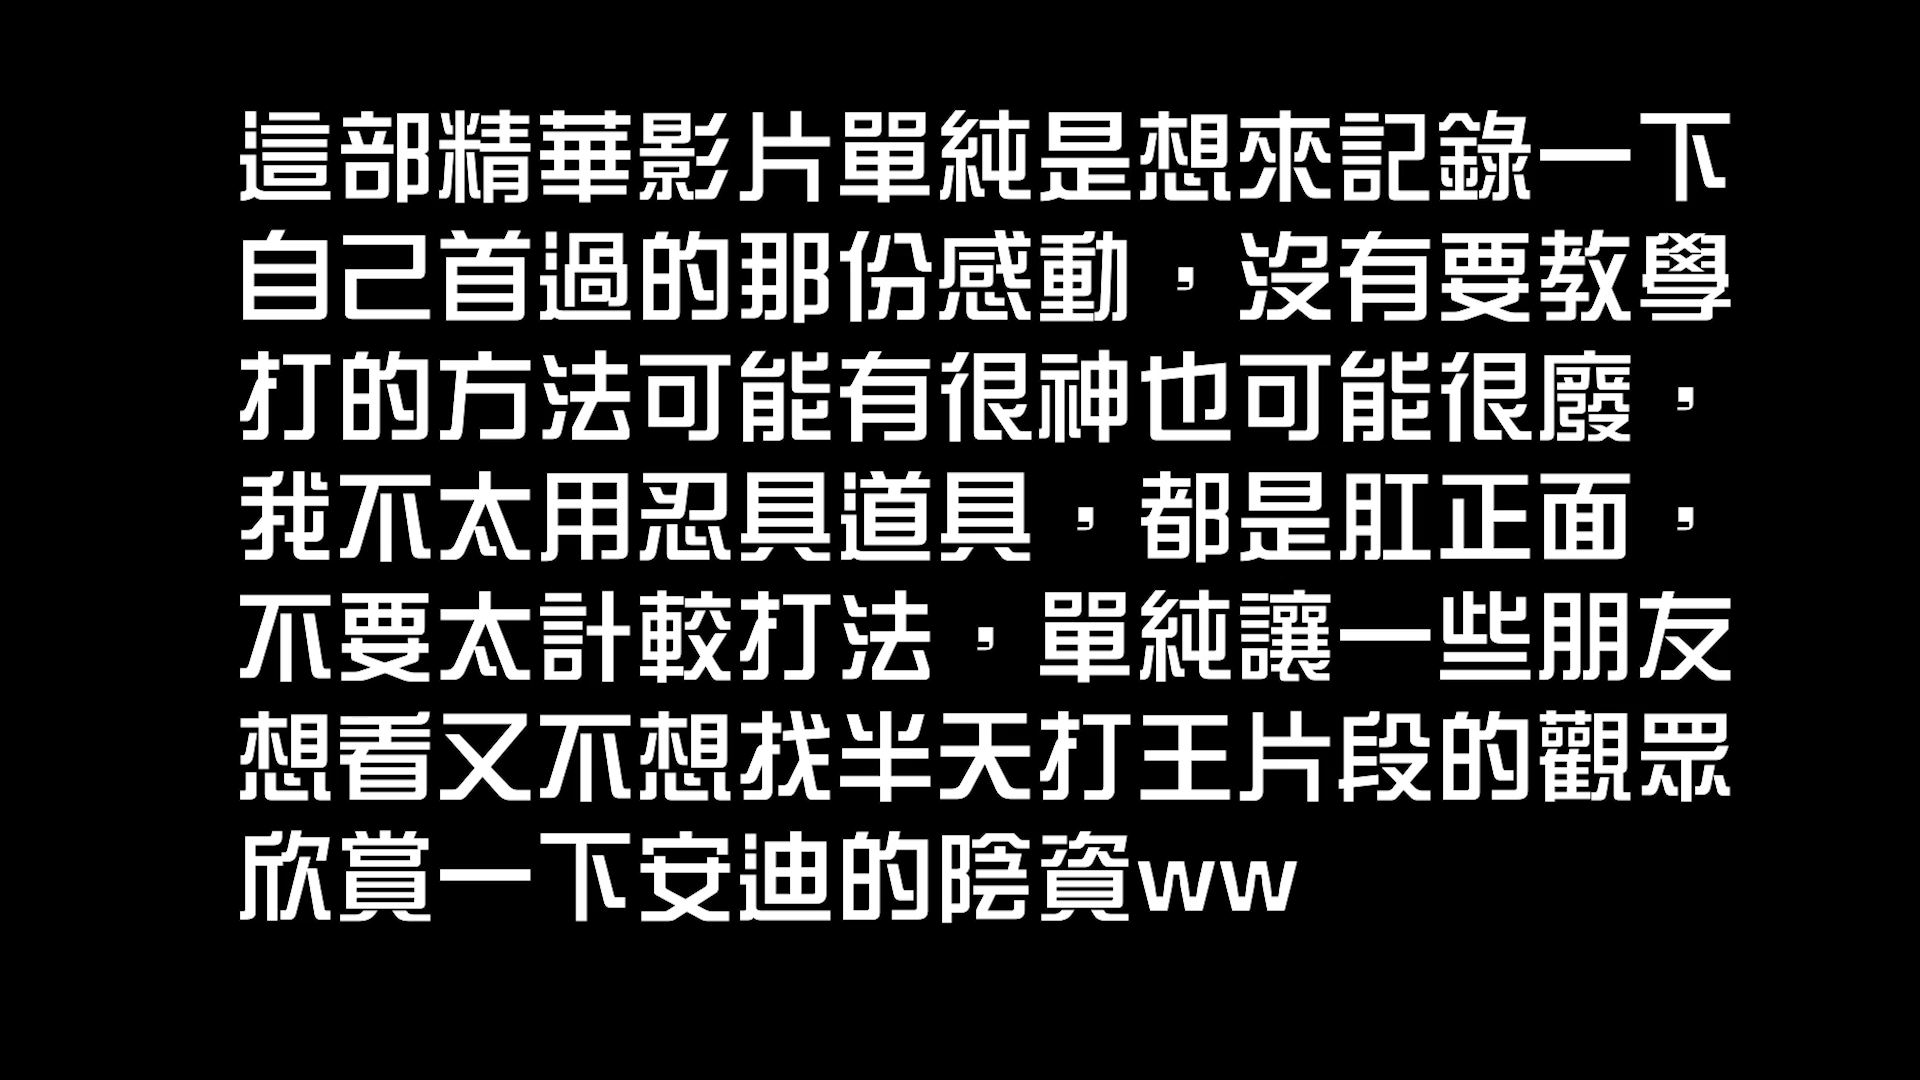 這部精華影片單純是想來記錄一下
自己首過的那份感動，沒有要教學
打的方法可能有很神也可能很廢，
我不太用忍具道具，都是肛正面，
不要太計較打法，單純讓一些朋友
想看又不想找半天打王片段的觀眾
欣賞一下安迪的陰資ww